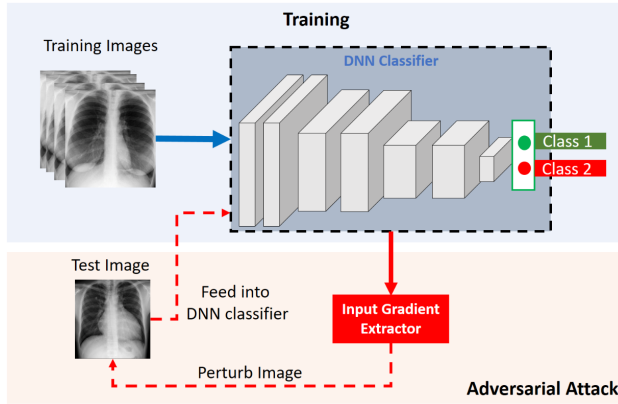 Training
Training Images
DNN Classifier
Class 1
Class 2
Test Image
Feed into
DNN classifier
Input Gradient
Extractor
Perturb Image
Adversarial Attack